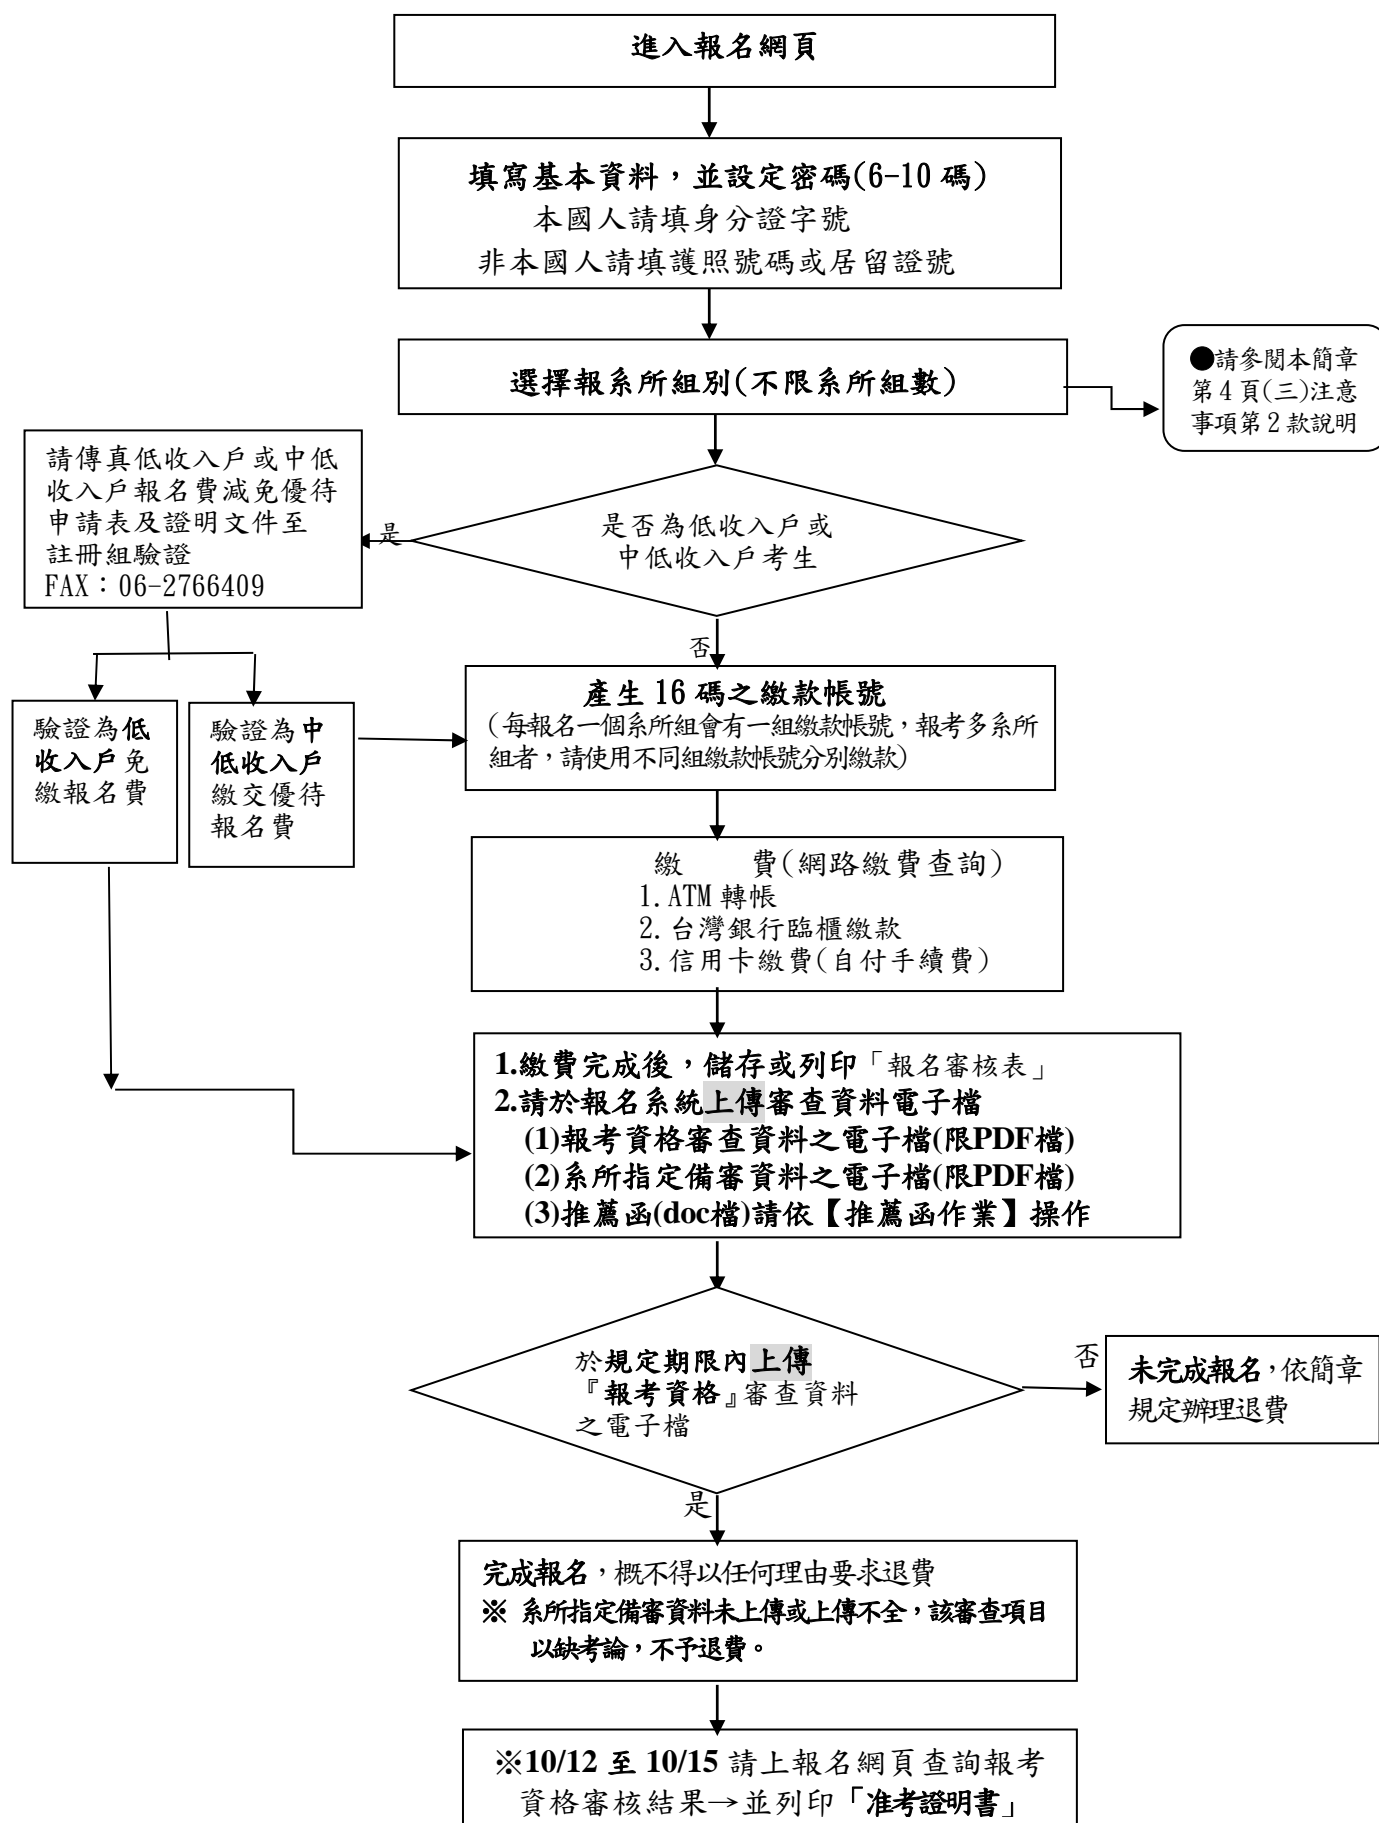 進入報名網頁
填寫基本資料，並設定密碼(6-10 碼)
本國人請填身分證字號
非本國人請填護照號碼或居留證號
選擇報系所組別(不限系所組數)
●請參閱本簡章
第 4 頁(三)注意
事項第 2 款說明
請傳真低收入戶或中低
收入戶報名費減免優待
申請表及證明文件至
註冊組驗證
FAX：06-2766409
是
是否為低收入戶或
中低收入戶考生
否
產生 16 碼之繳款帳號
（每報名一個系所組會有一組繳款帳號，報考多系所
組者，請使用不同組繳款帳號分別繳款）
驗證為低
收入戶免
繳報名費
驗證為中
低收入戶
繳交優待
報名費
繳　　費(網路繳費查詢)
1.ATM 轉帳
2.台灣銀行臨櫃繳款
3.信用卡繳費(自付手續費)
1.繳費完成後，儲存或列印「報名審核表」
2.請於報名系統上傳審查資料電子檔
(1)報考資格審查資料之電子檔(限PDF檔)
(2)系所指定備審資料之電子檔(限PDF檔)
(3)推薦函(doc檔)請依【推薦函作業】操作
於規定期限內上傳
『報考資格』審查資料
之電子檔
否
未完成報名，依簡章
規定辦理退費
是
完成報名，概不得以任何理由要求退費
※ 系所指定備審資料未上傳或上傳不全，該審查項目
以缺考論，不予退費。
※10/12 至 10/15 請上報名網頁查詢報考
資格審核結果→並列印「准考證明書」